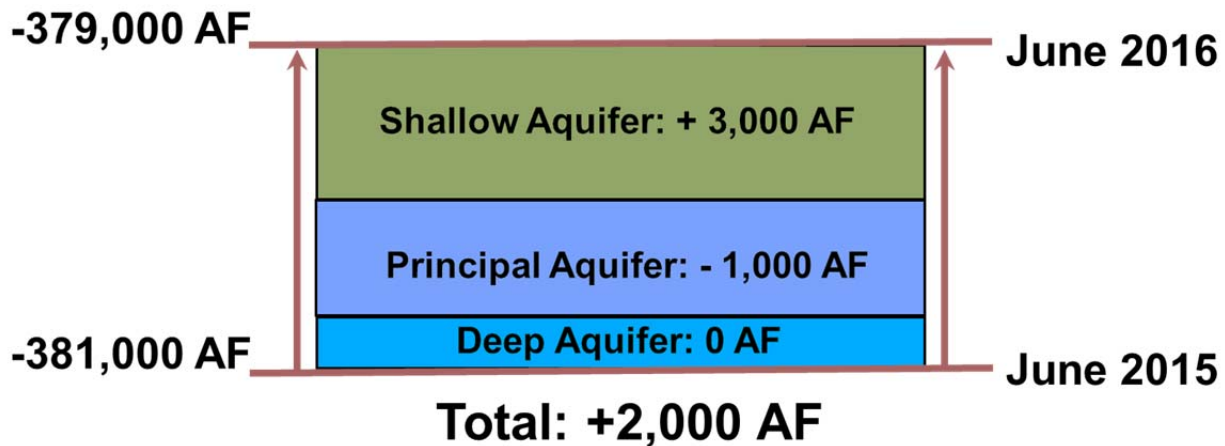 -379,000 AF
June 2016
Shallow Aquifer: + 3,000 AF
Principal Aquifer: - 1,000 AF
Deep Aquifer: 0 AF
-381,000 AF
June 2015
Total: +2,000 AF